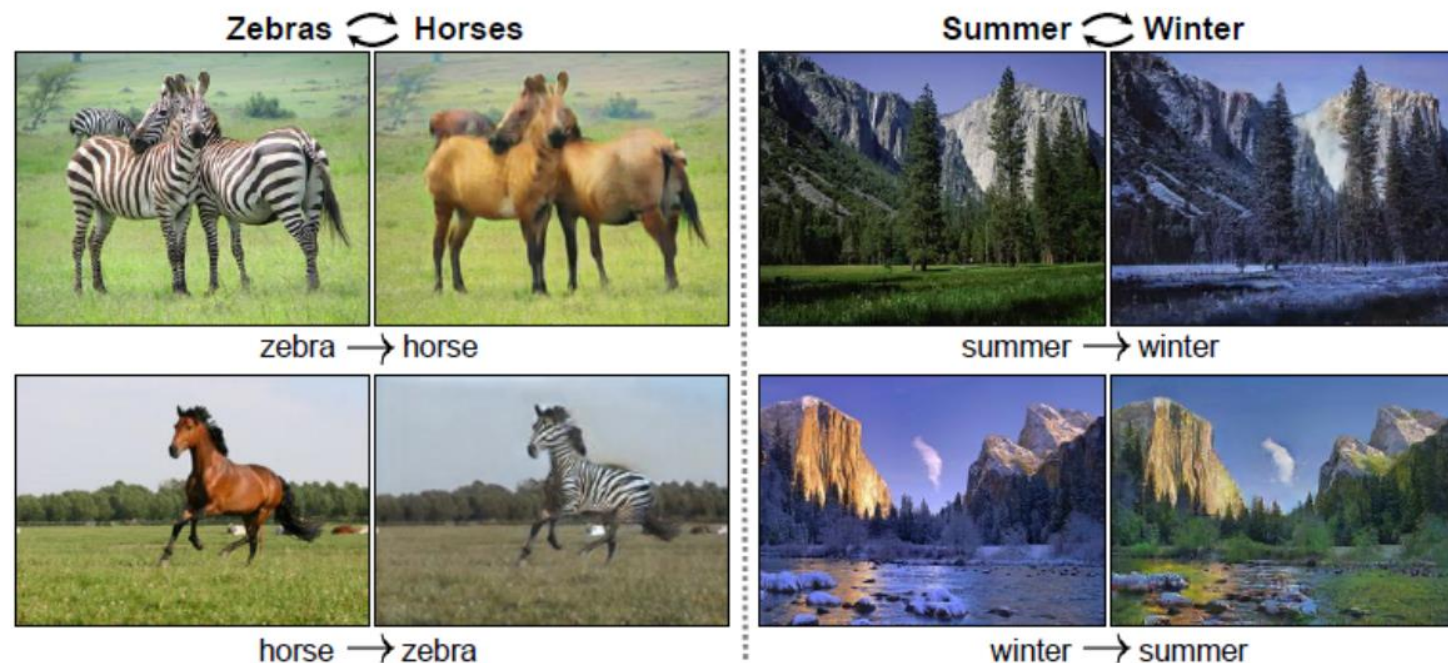 Zebras Horses
zebra → horse
horse → zebra
Summer Winter
summer → winter
winter → summer